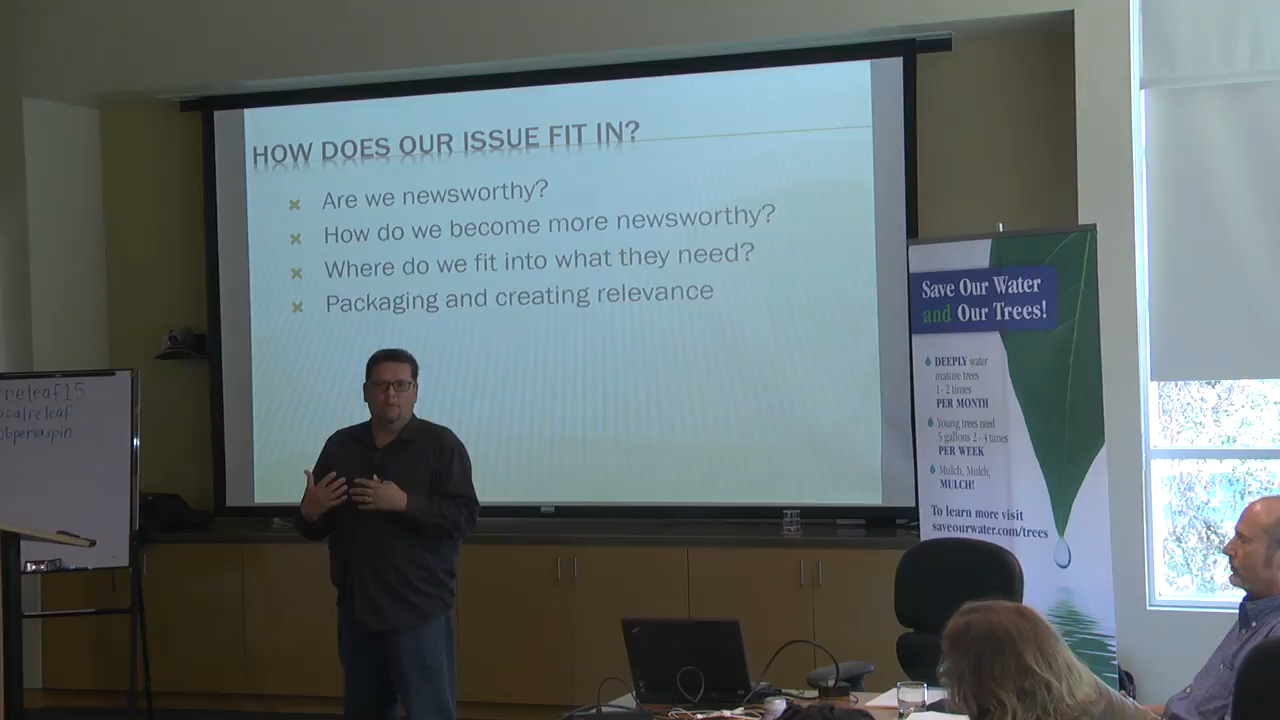 HOW DOES OUR ISSUE FIT IN?
Are we newsworthy?
How do we become more newsworthy?
Where do we fit into what they need?
Packaging and creating relevance
releaf15
calreleaf
bpenaspin
Save Our Water
and Our Trees!
DEEPLY water
mature trees
1-2 times
PER MONTH
Young trees need
5 gallons 2-4 times
PER WEEK
Mulch, Mulch,
MULCH!
To learn more visit
saveourwater.com/trees